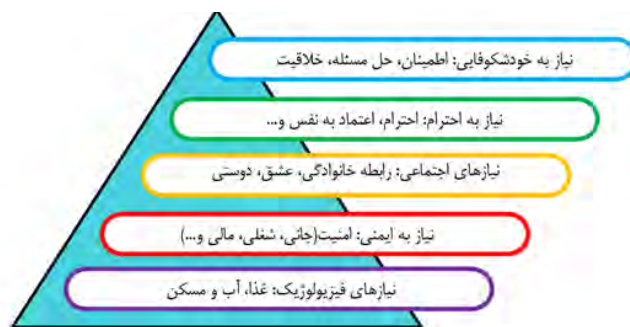 نیاز به خودشکوفایی: اطمینان، حل مسئله، خلاقیت
نیاز به احترام: احترام، اعتماد به نفس و...
نیازهای اجتماعی: رابطه خانوادگی، عشق، دوستی
نیاز به ایمنی: امنیت(جانی، شغلی، مالی و...)
نیازهای فیزیولوژیک: غذا، آب و مسکن